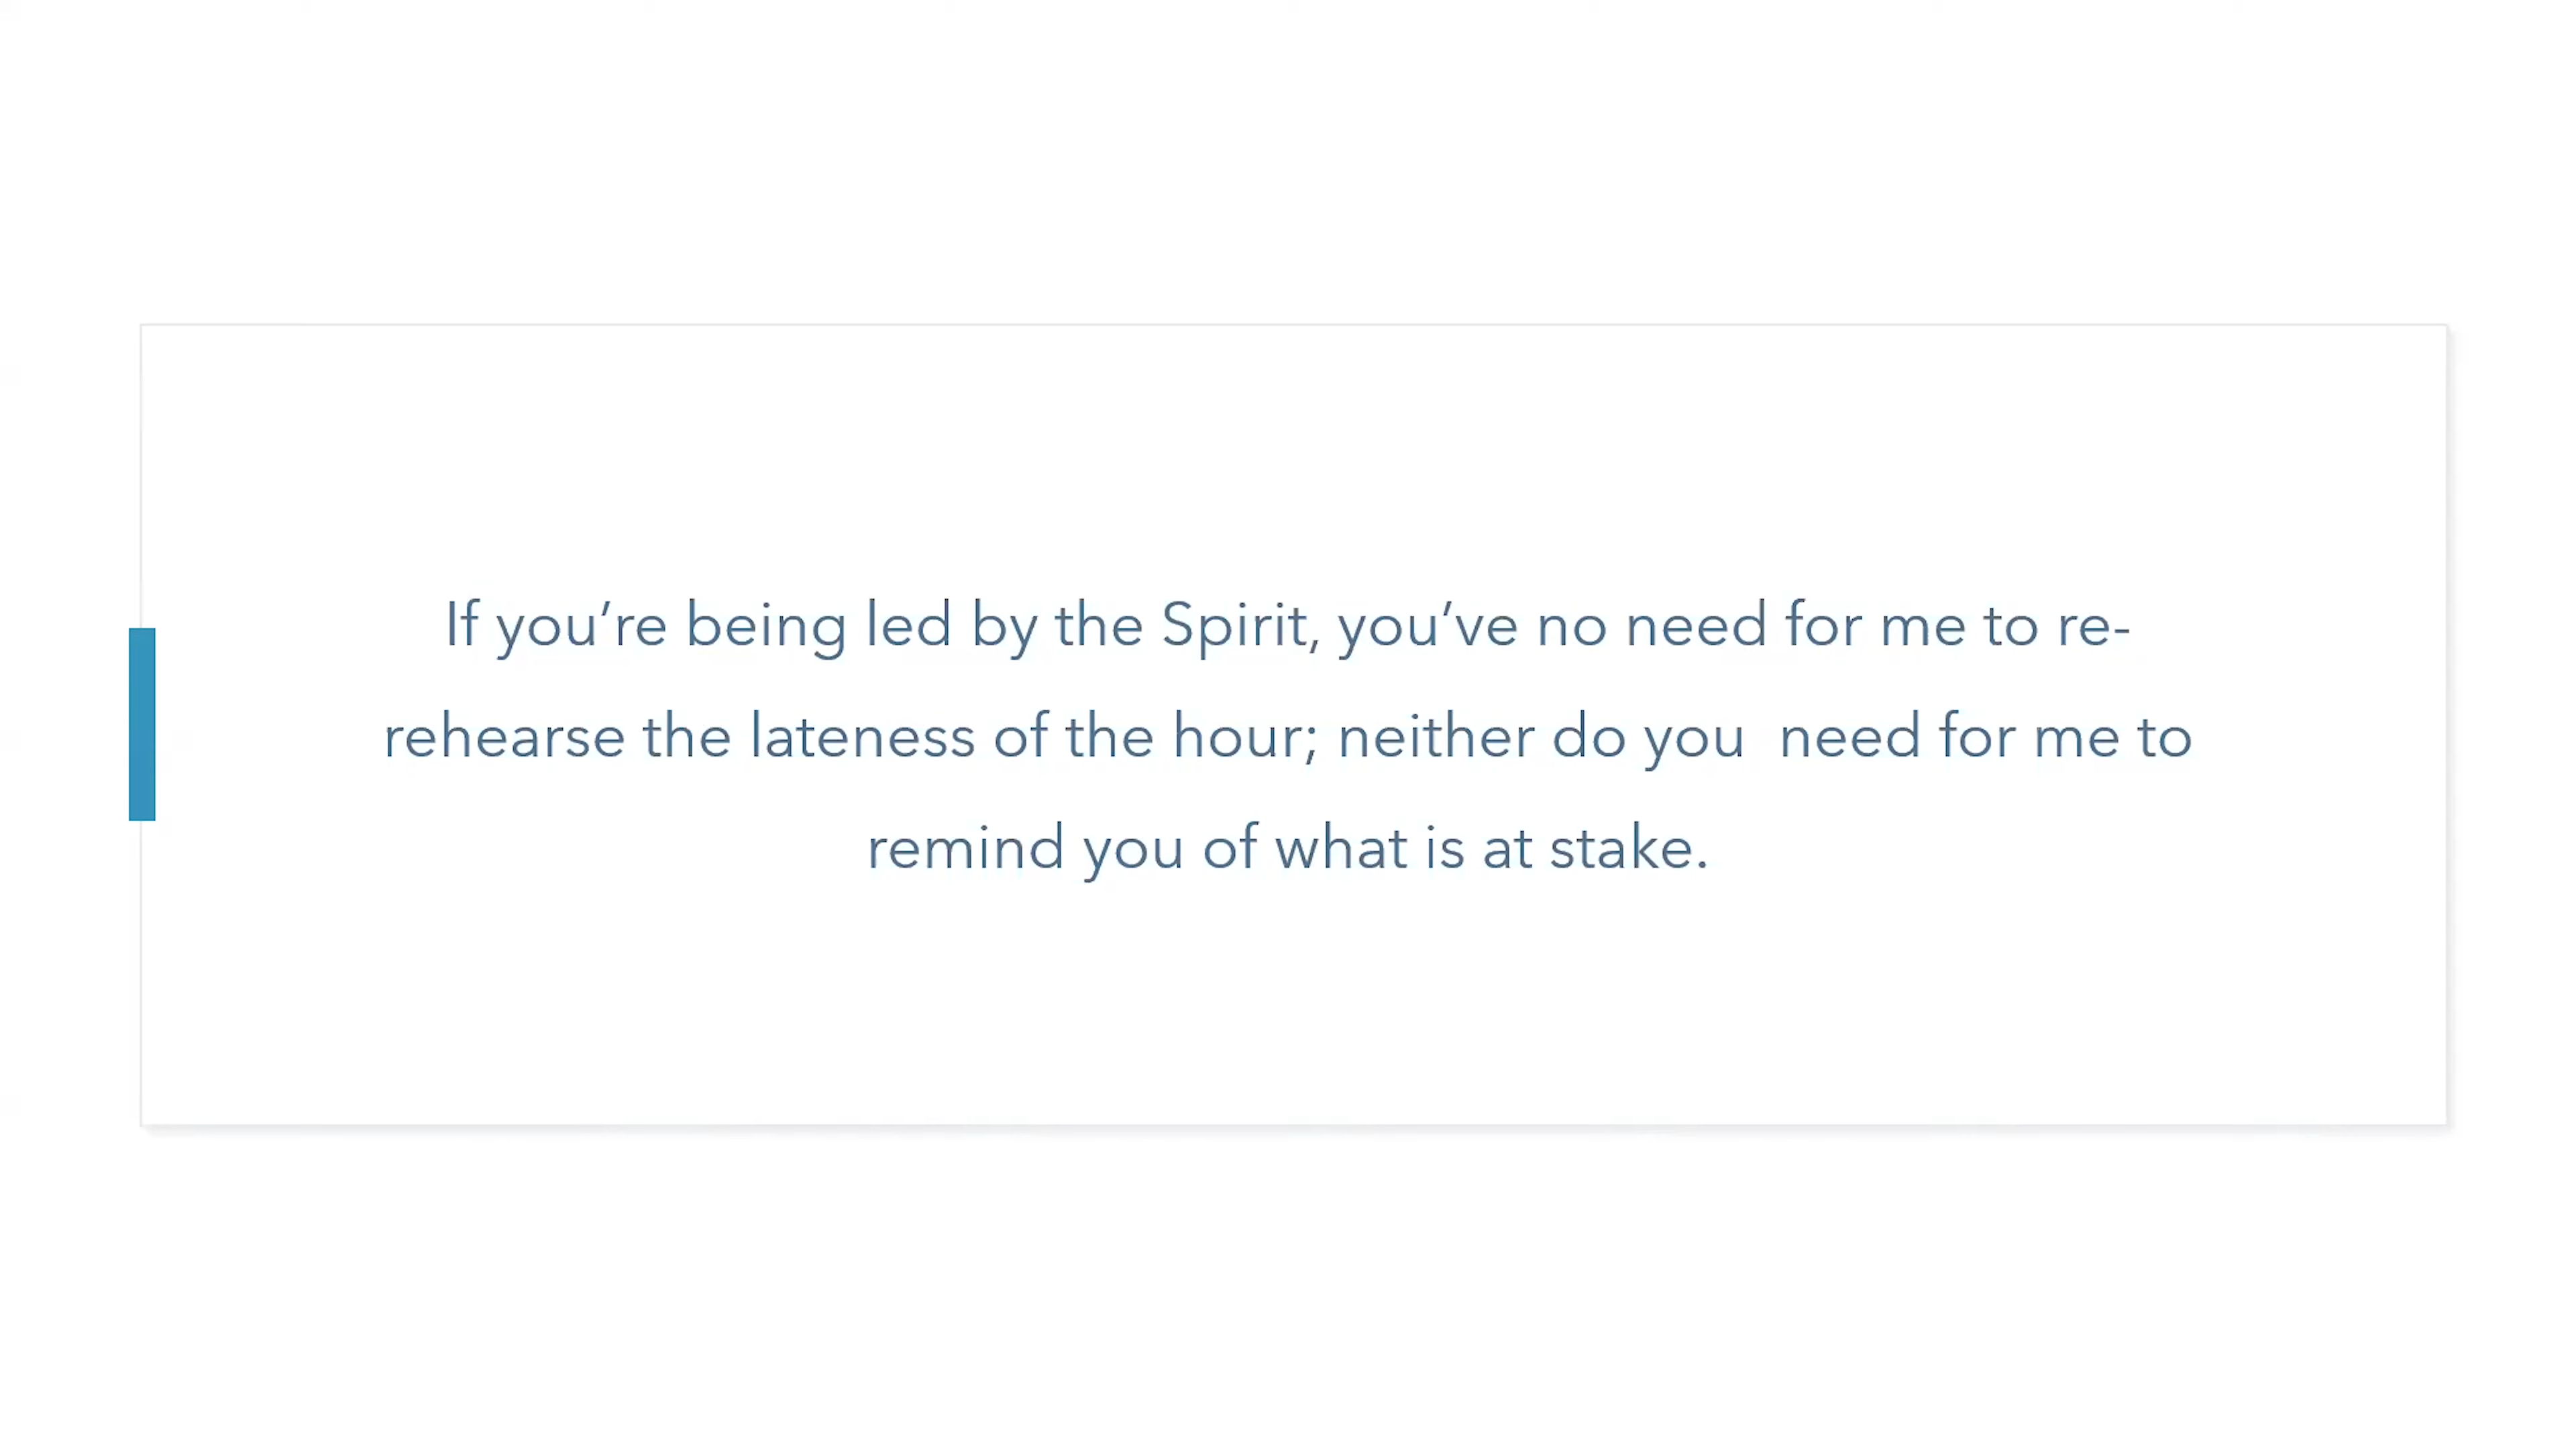 If you’re being led by the Spirit, you’ve no need for me to re-
rehearse the lateness of the hour; neither do you  need for me to
remind you of what is at stake.